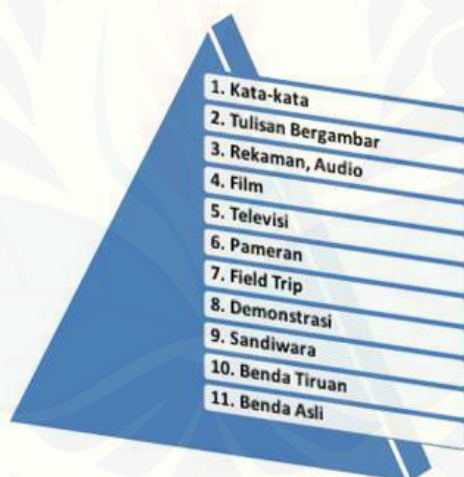 1. Kata-kata
2. Tulisan Bergambar
3. Rekaman, Audio
4. Film
5. Televisi
6. Pameran
7. Field Trip
8. Demonstrasi
9. Sandiwara
10. Benda Tiruan
11. Benda Asli